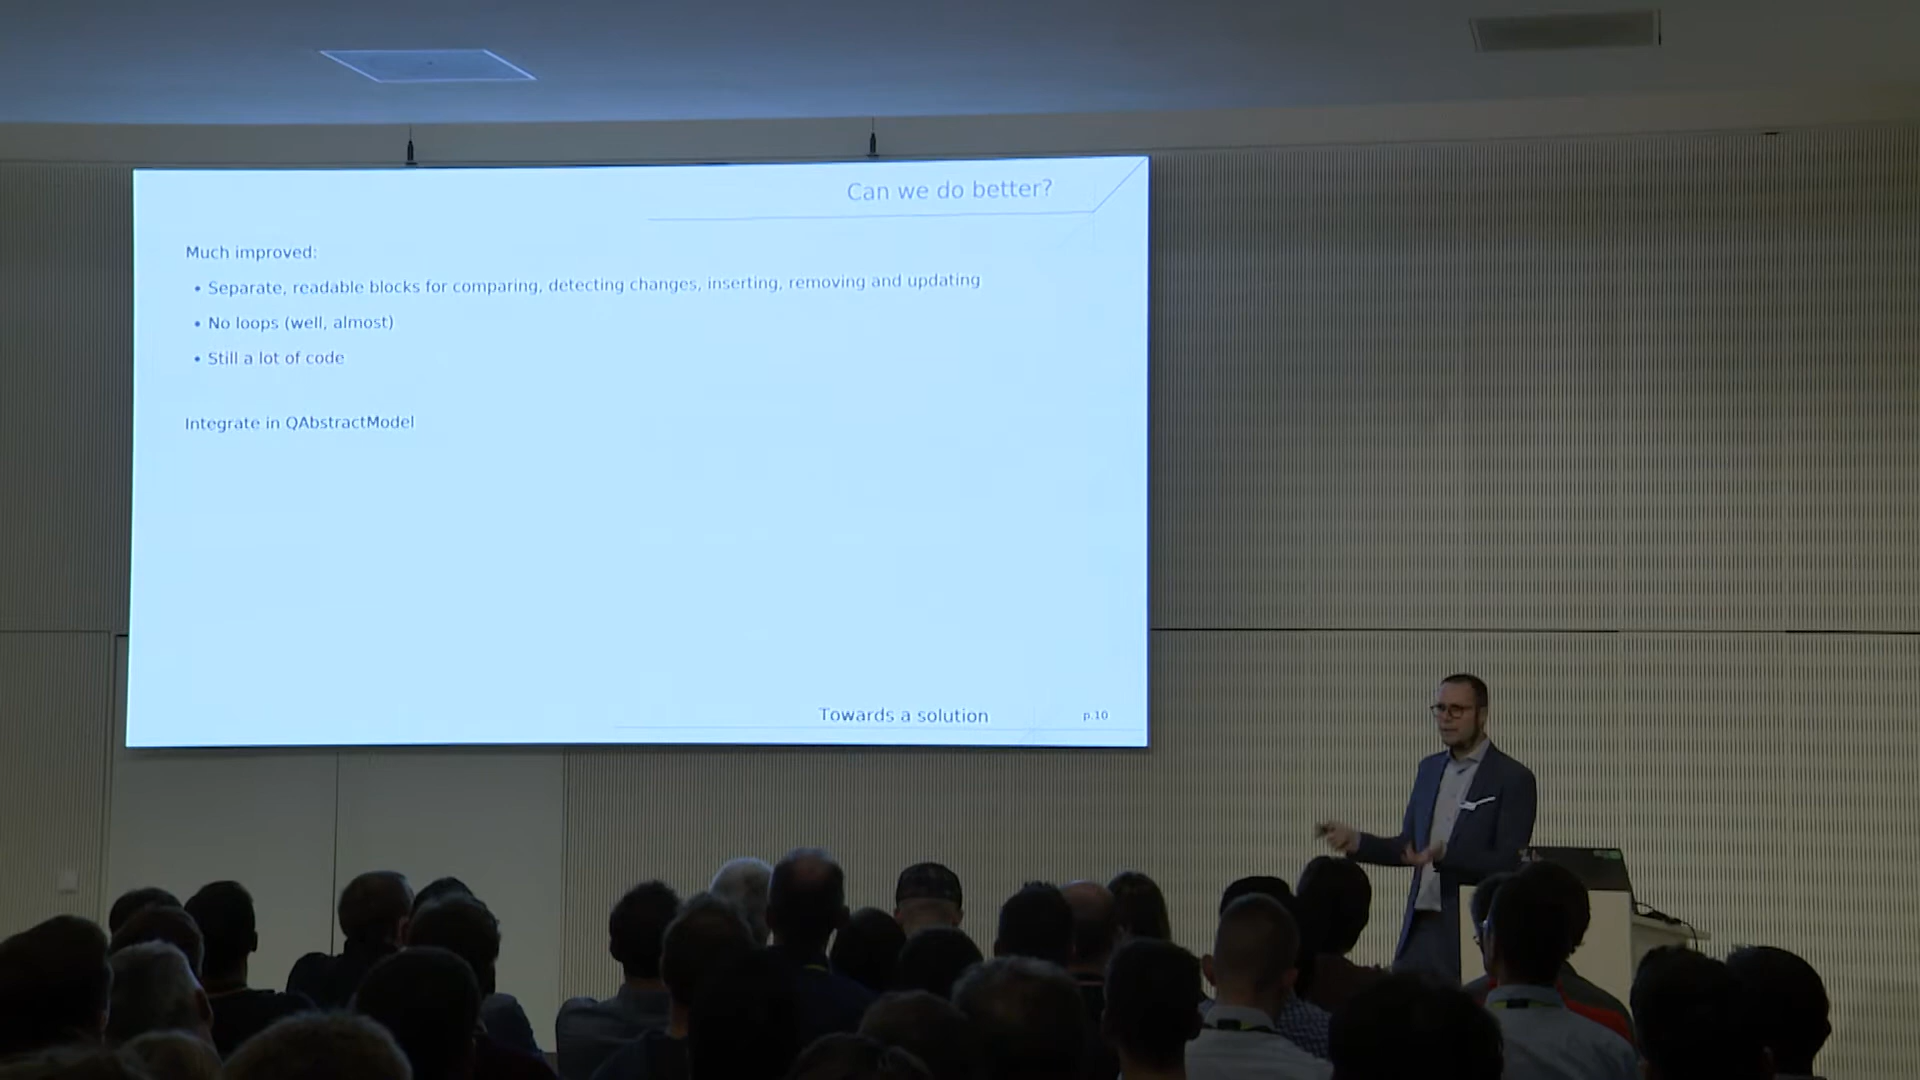 Can we do better?
Much improved:
• Separate, readable blocks for comparing, detecting changes, inserting, removing and updating
• No loops (well, almost)
• Still a lot of code
Integrate in QAbstractModel
Towards a solution
p.10